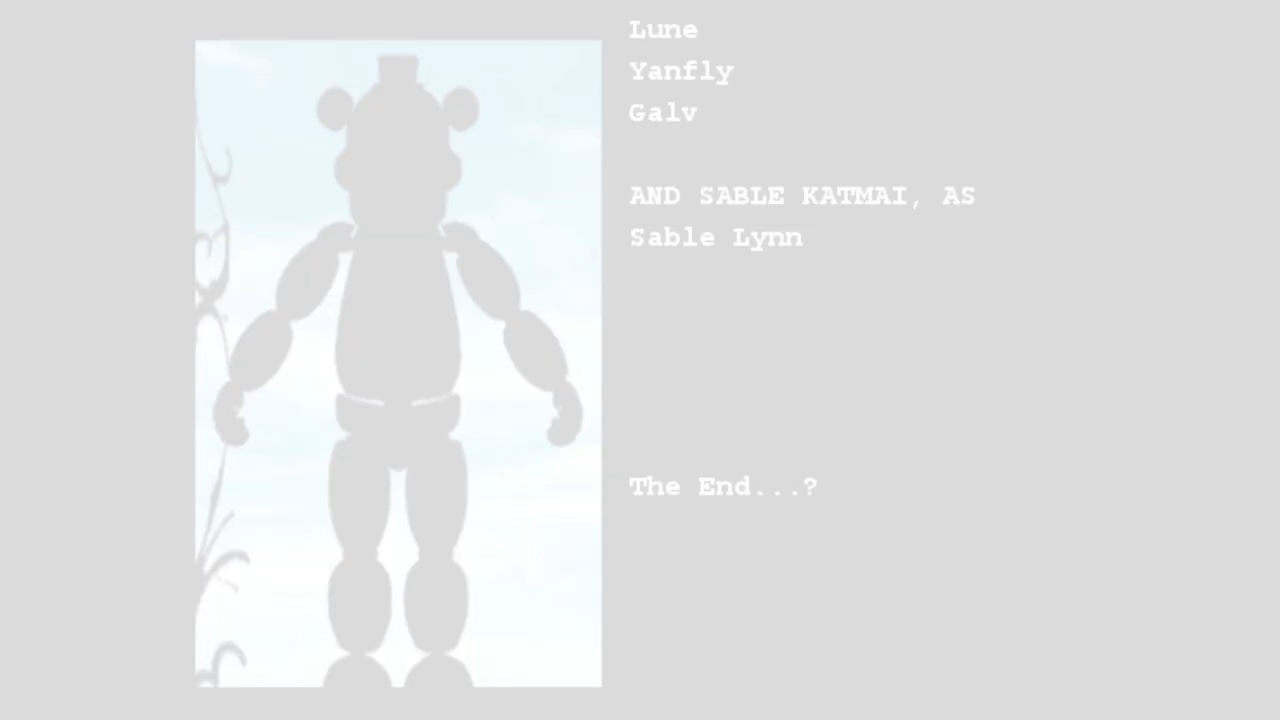 Lune
Yanfly
Galv
AND SABLE KATMAI, AS
Sable Lynn
The End...?